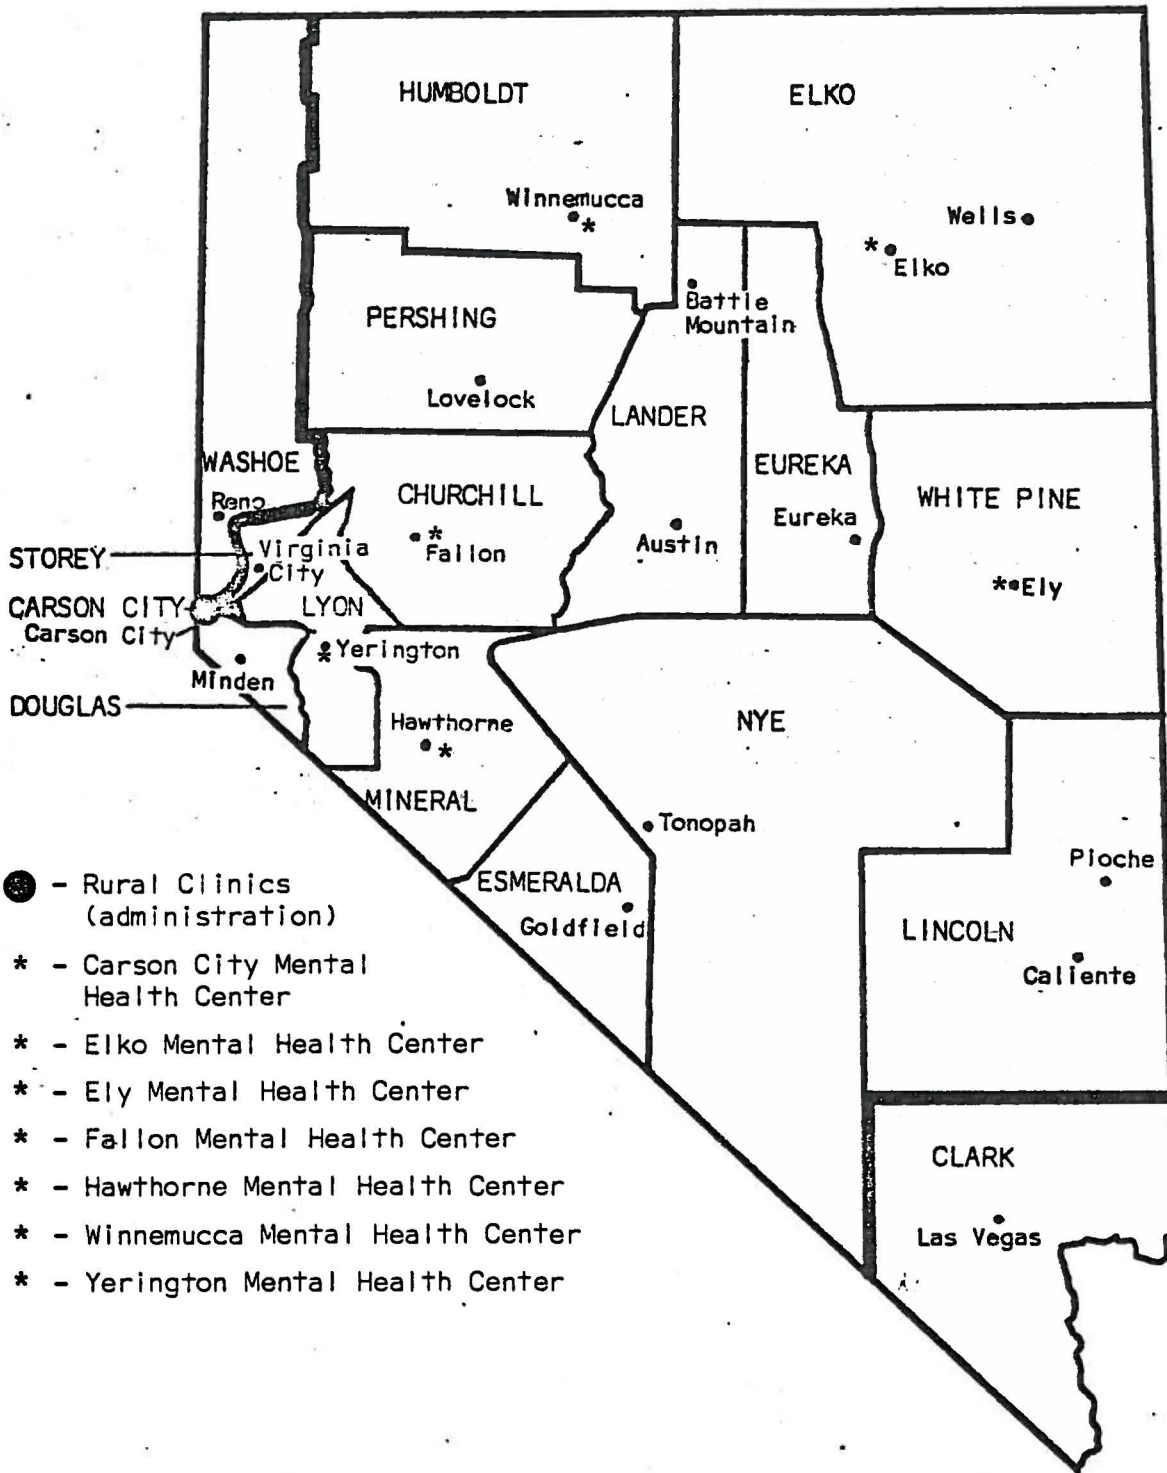 HUMBOLDT
ELKO
Winnemucca
*
Wells
*
Elko
Battle
Mountain
PERSHING
Lovelock
LANDER
WASHOE
EUREKA
CHURCHILL
WHITE PINE
Reno
Eureka
*
Fallon
Austin
STOREY
Virginia
City
* Ely
CARSON CITY
LYON
Carson City
Yerington
*
Minden
DOUGLAS
Hawthorne
*
NYE
MINERAL
Tonopah
Pioche
ESMERALDA
Goldfield
LINCOLN
Caliente
CLARK
Las Vegas
- Rural Clinics
(administration)
* - Carson City Mental
Health Center
* - Elko Mental Health Center
* - Ely Mental Health Center
* - Fallon Mental Health Center
* - Hawthorne Mental Health Center
* - Winnemucca Mental Health Center
* - Yerington Mental Health Center